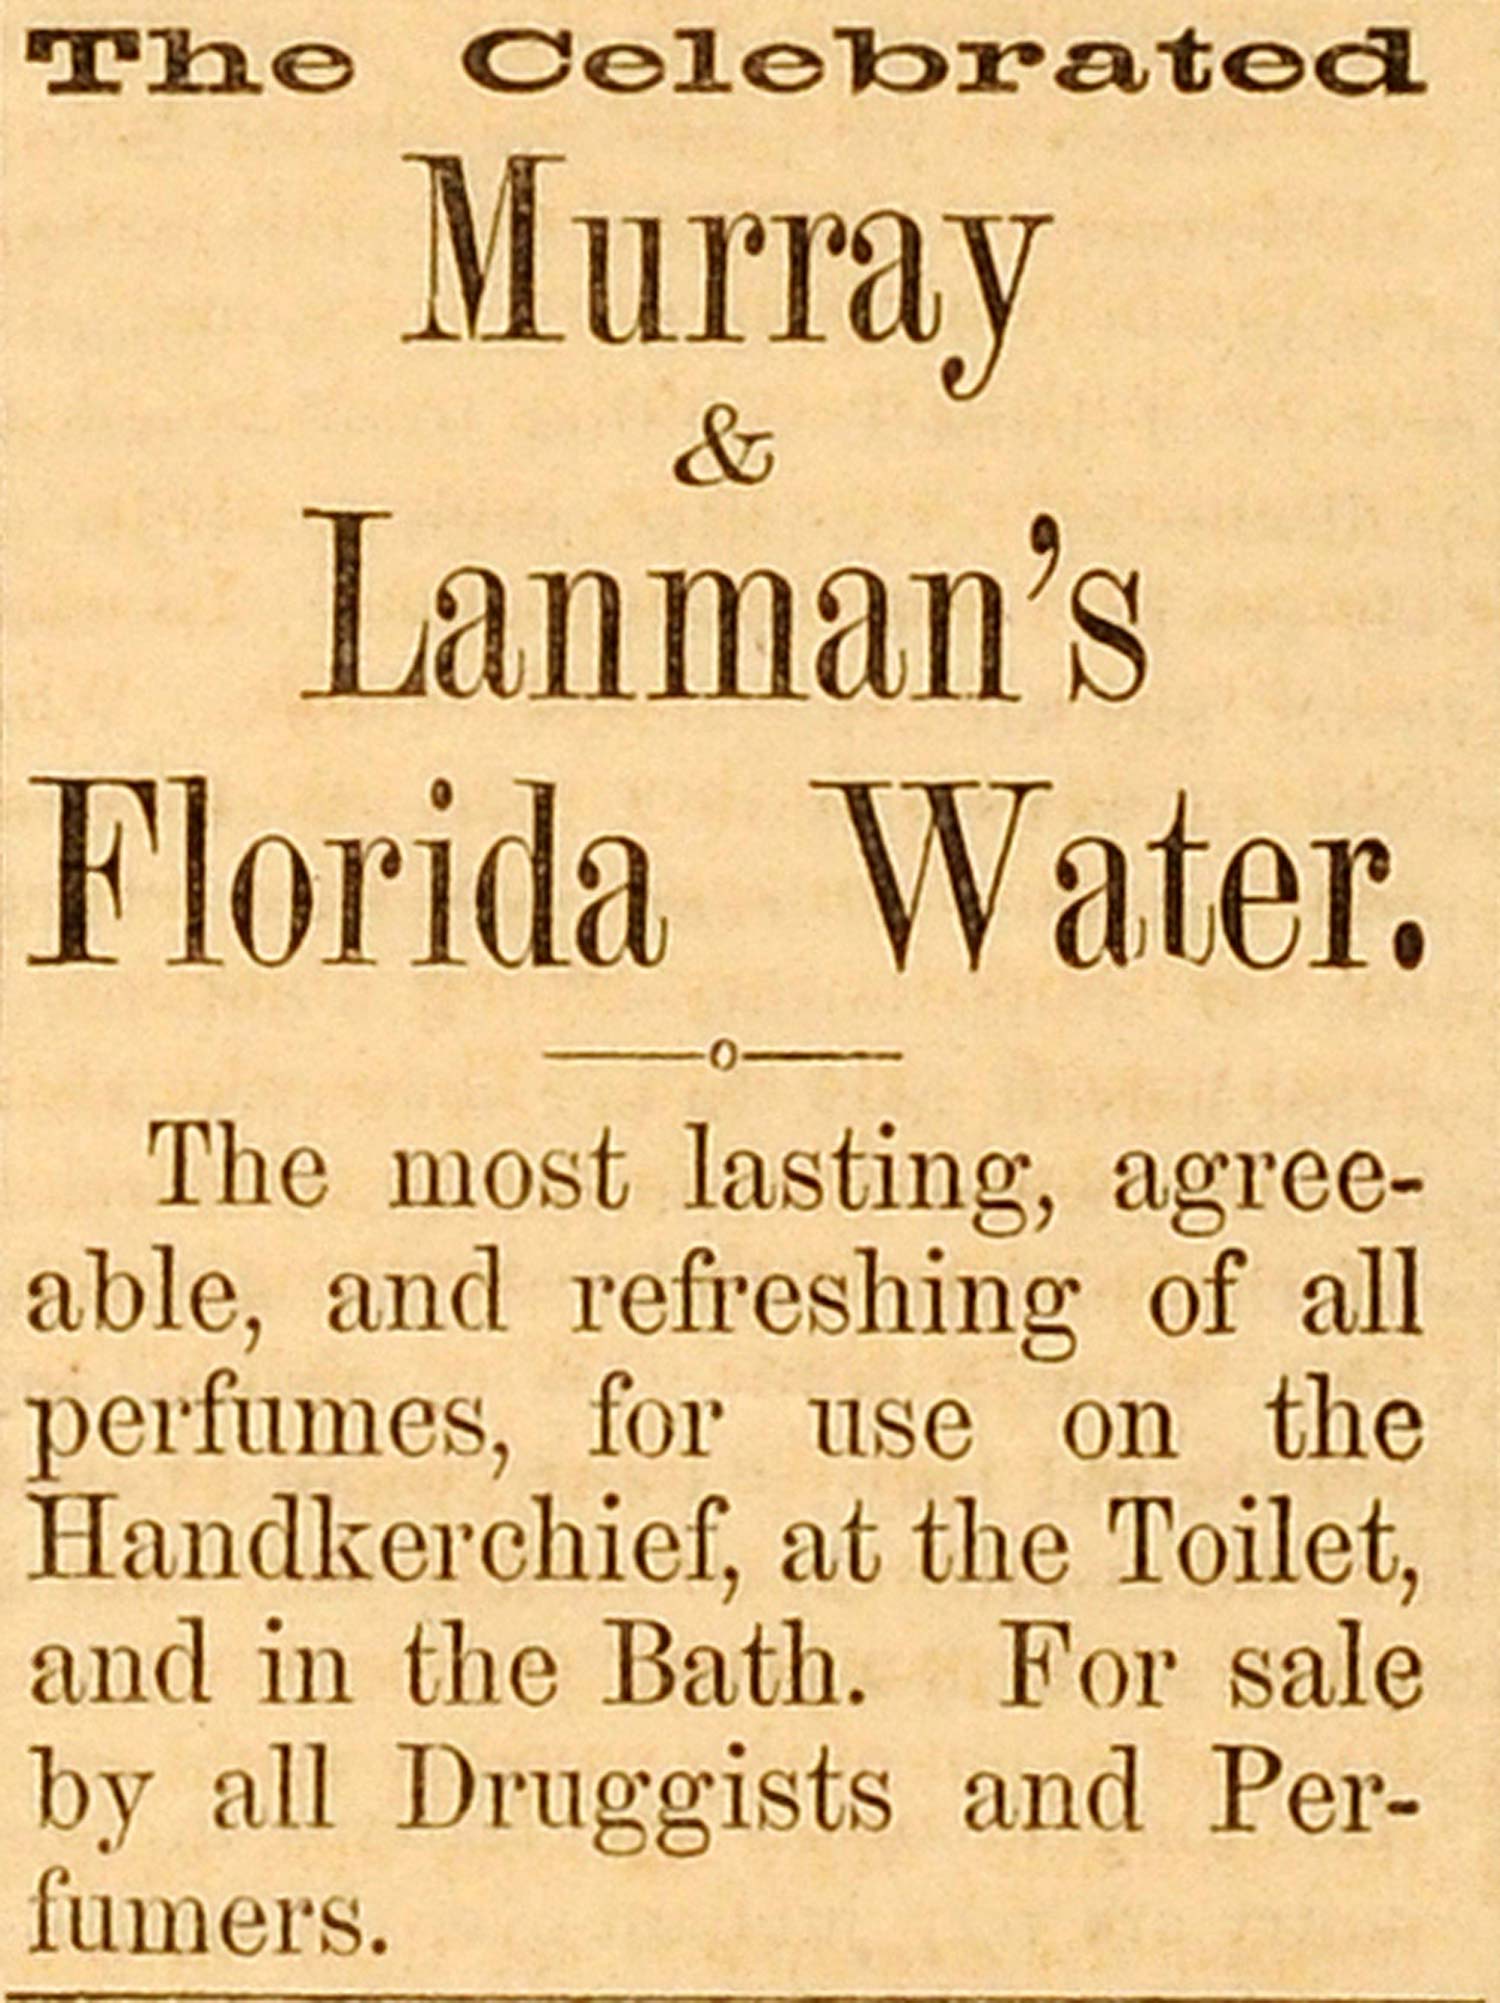 The Celebrated
Murray
&
Lanman's
Florida Water.
The most lasting, agree-
able, and refreshing of all
perfumes, for use on the
Handkerchief, at the Toilet,
and in the Bath. For sale
by all Druggists and Per-
fumers.